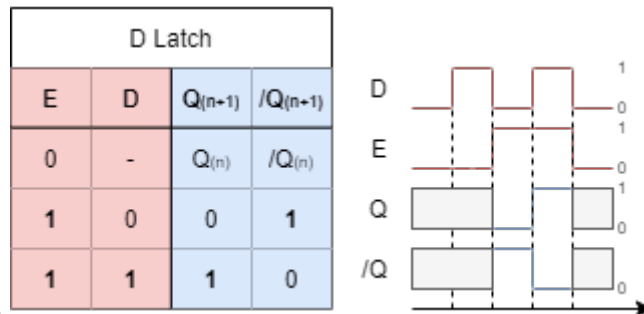 D Latch
E D Q(n+1) /Q(n+1)
0 - Q(n) /Q(n)
1 0 0 1
1 1 1 0
D 1
0
E 1
0
Q 1
0
/Q
0